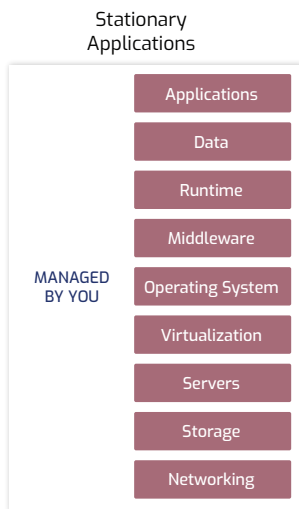 Stationary
Applications
Applications
Data
Runtime
Middleware
MANAGED
BY YOU
Operating System
Virtualization
Servers
Storage
Networking